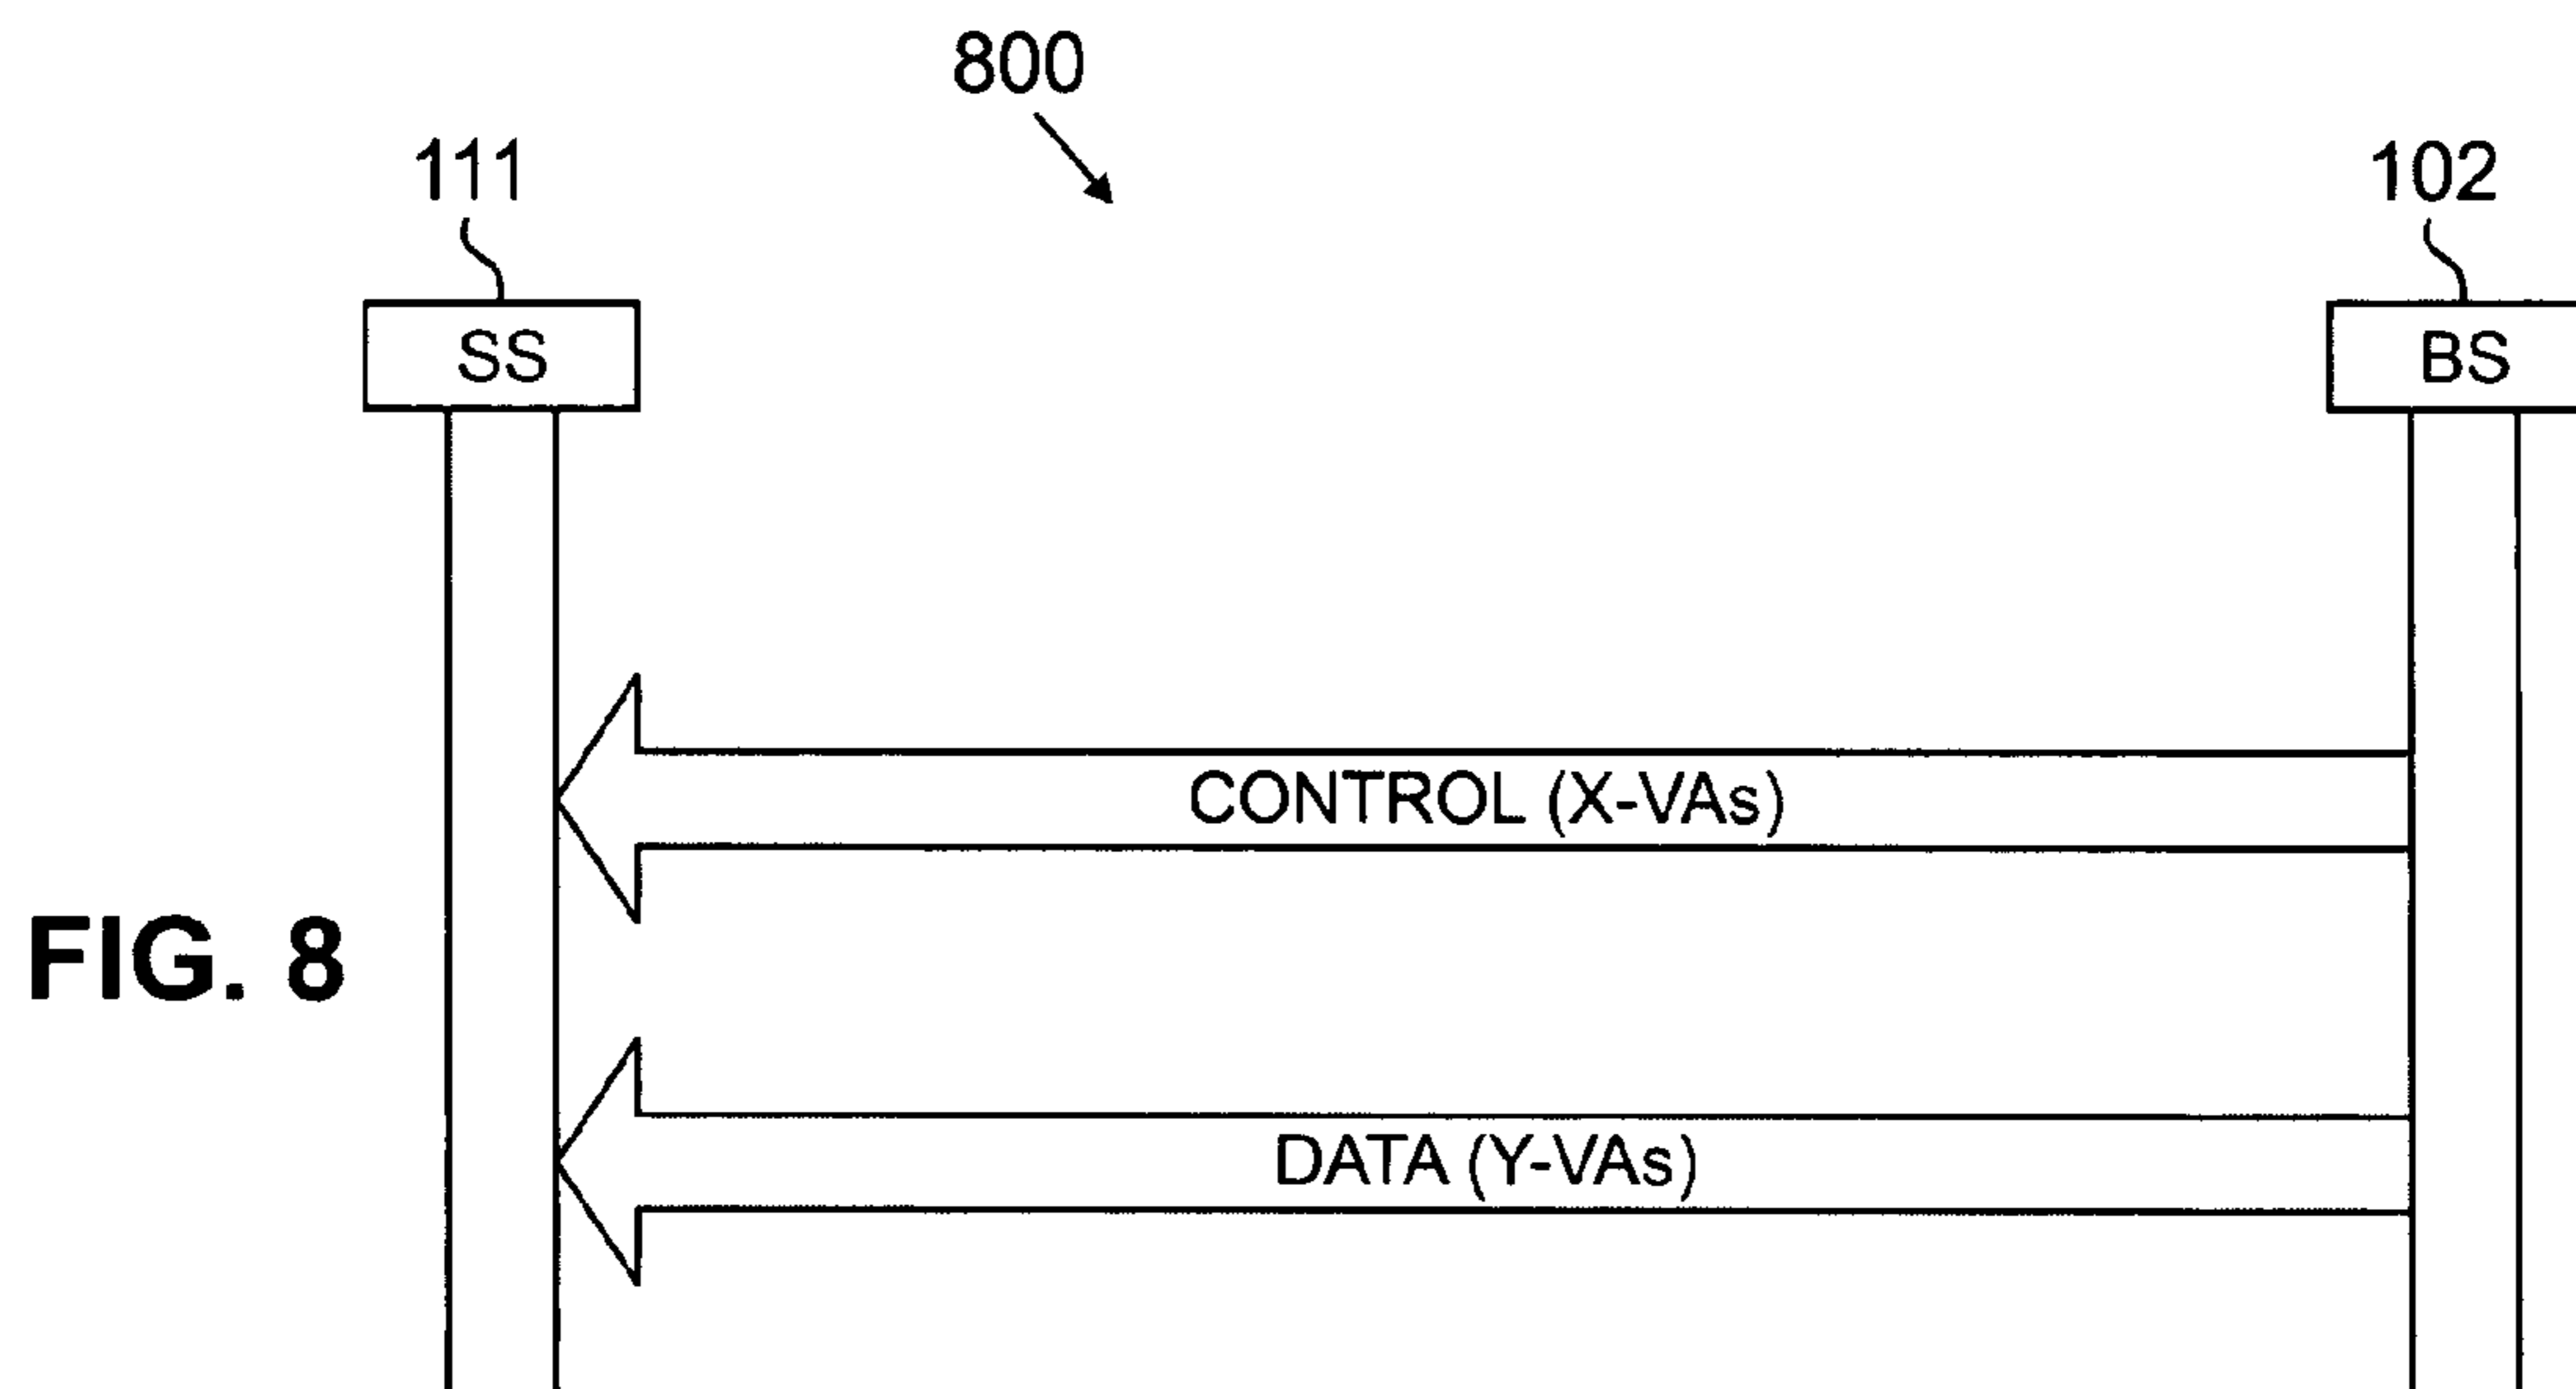 800
111
102
SS
BS
CONTROL (X-VAs)
FIG. 8
DATA (Y-VAs)